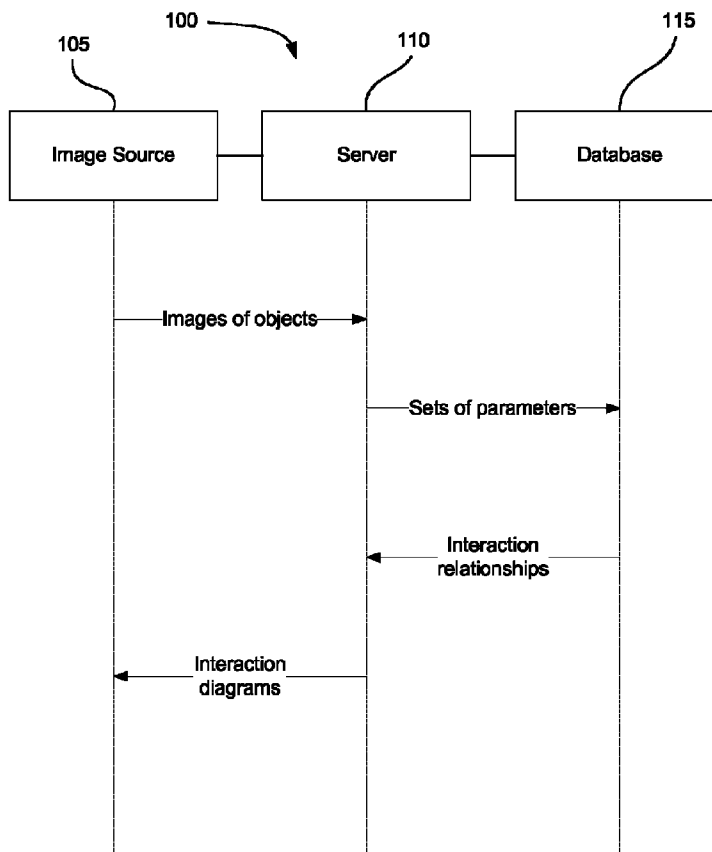 100
105
110
115
Image Source
Server
Database
Images of objects
Sets of parameters
Interaction
relationships
Interaction
diagrams